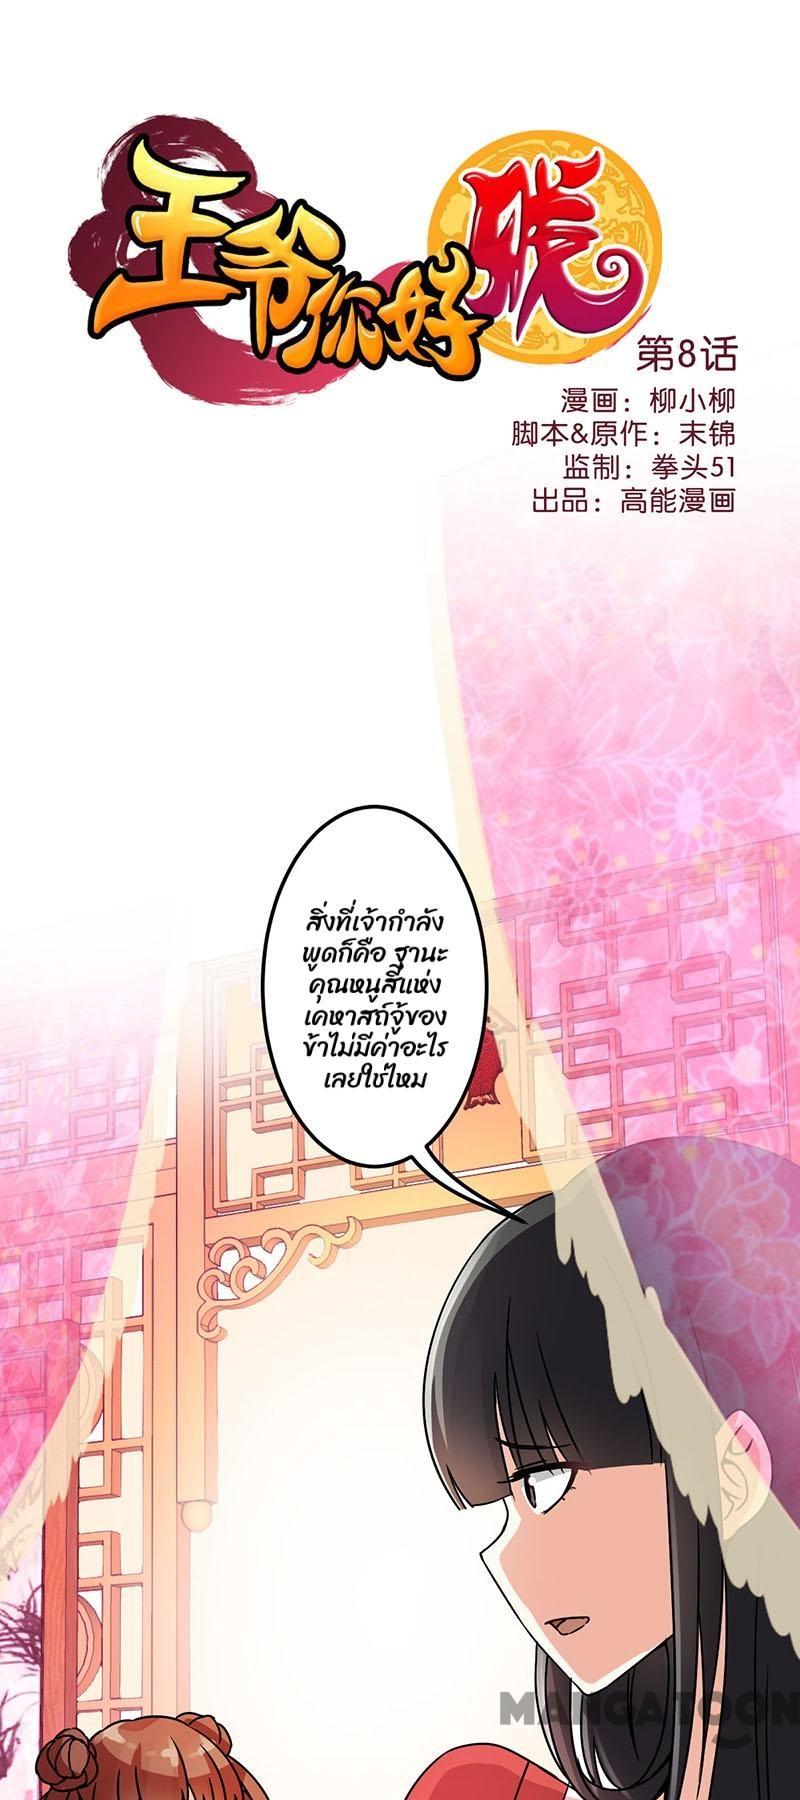 王爷你好虎
第8话
漫画：柳小柳
脚本&原作：末锦
监制：拳头51
出品：高能漫画
สิ่งที่เจ้ากำลัง
พูดก็คือ ฐานะ
คุณหนูสี่แห่ง
เคหาสถ์จู้ของ
ข้าไม่มีค่าอะไร
เลยใช่ไหม
MANGATOON